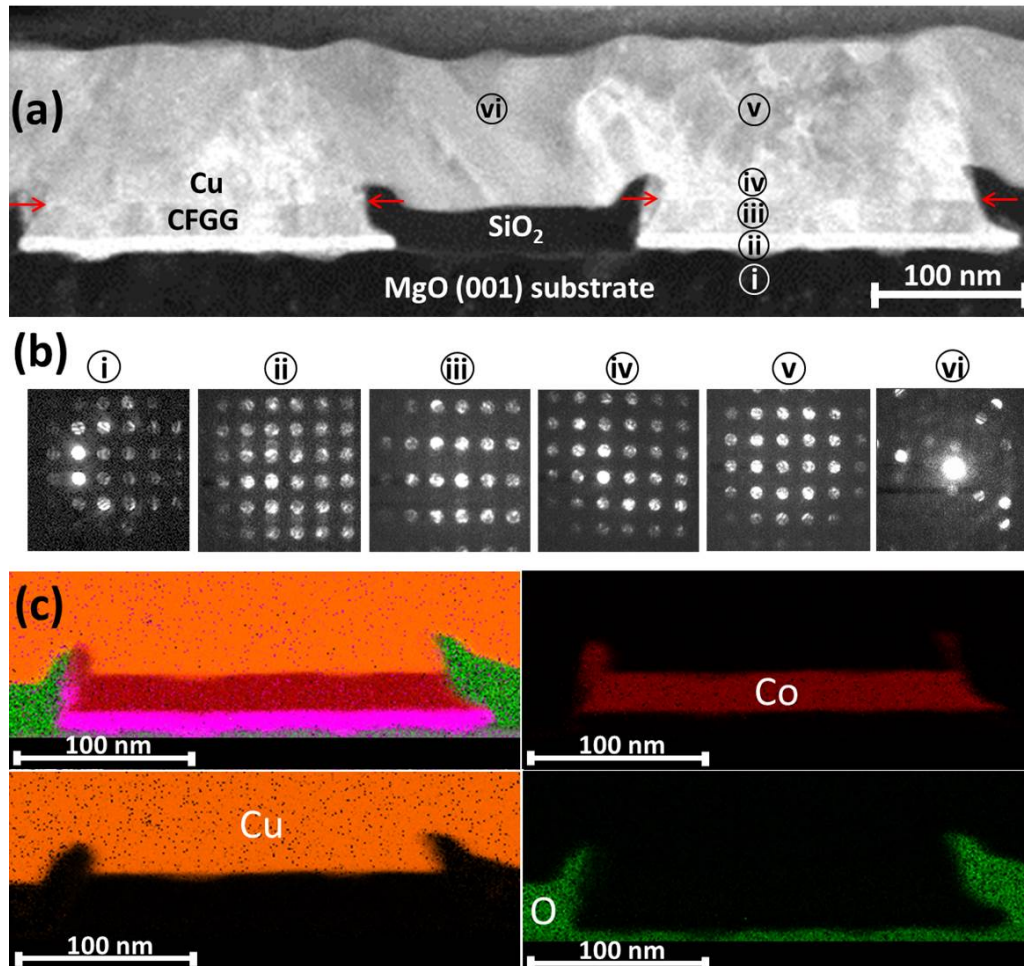 (a)
vi
v
Cu
iv
CFGG
iii
SiO2
ii
MgO (001) substrate
i
100 nm
(b)
i
ii
iii
iv
v
vi
(c)
100 nm
Co
100 nm
Cu
100 nm
O
100 nm